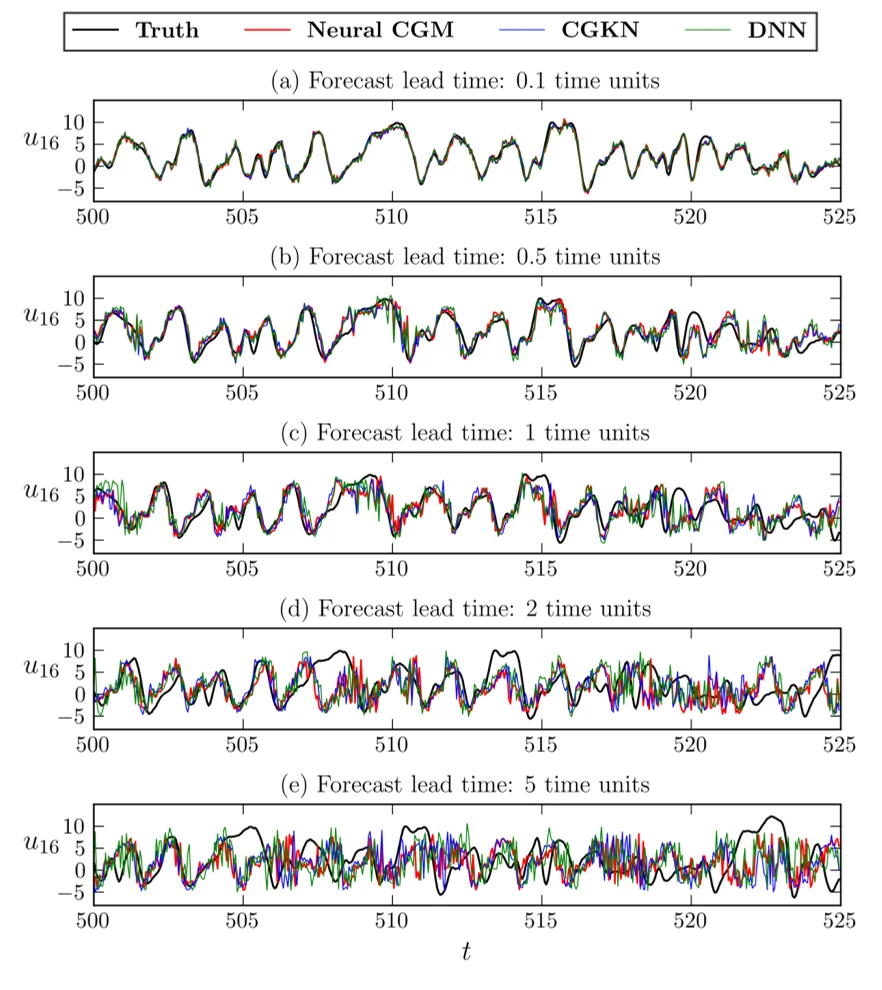 Truth Neural CGM CGKN DNN
(a) Forecast lead time: 0.1 time units
u16
10
5
0
−5
500 505 510 515 520 525
(b) Forecast lead time: 0.5 time units
u16
10
5
0
−5
500 505 510 515 520 525
(c) Forecast lead time: 1 time units
u16
10
5
0
−5
500 505 510 515 520 525
(d) Forecast lead time: 2 time units
u16
10
5
0
−5
500 505 510 515 520 525
(e) Forecast lead time: 5 time units
u16
10
5
0
−5
500 505 510 515 520 525
t